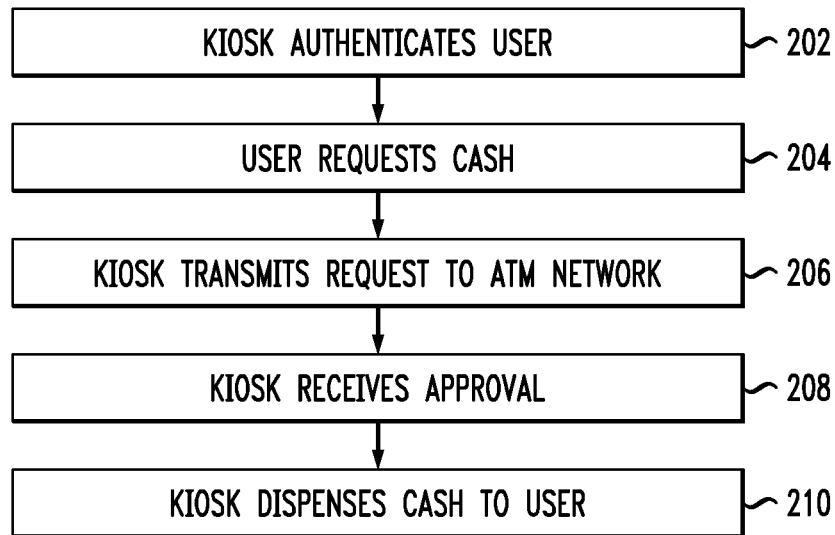 KIOSK AUTHENTICATES USER 202
USER REQUESTS CASH 204
KIOSK TRANSMITS REQUEST TO ATM NETWORK 206
KIOSK RECEIVES APPROVAL 208
KIOSK DISPENSES CASH TO USER 210